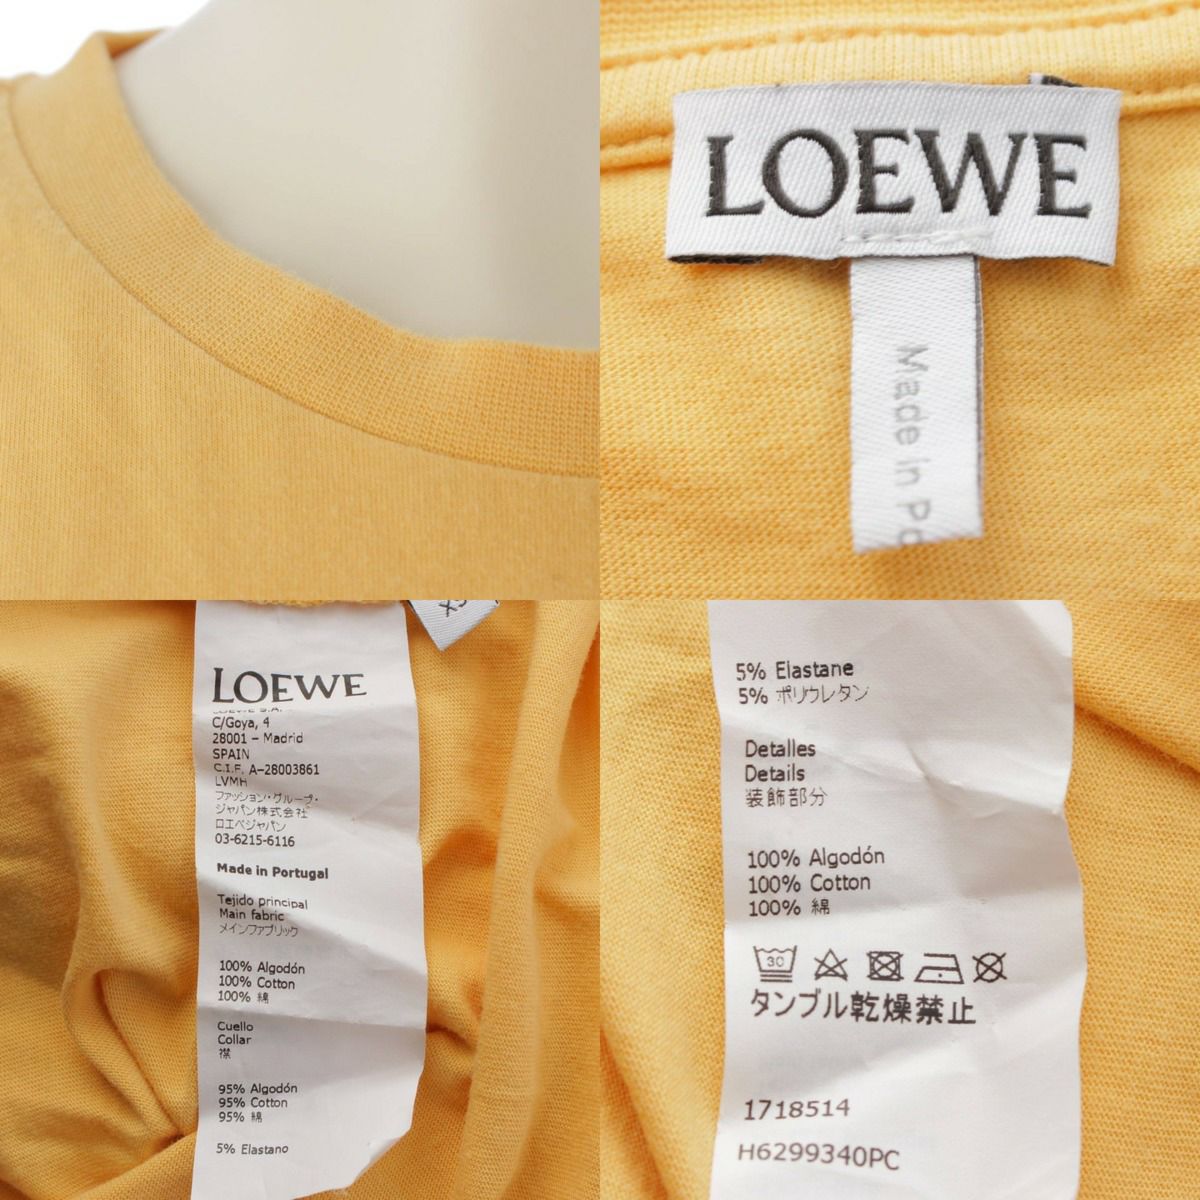 LOEWE
Made in
XS
LOEWE
LOEWE S.A.
C/Goya, 4
28001 – Madrid
SPAIN
C.I.F. A-28003861
LVMH
ファッション・グループ・
ジャパン株式会社
ロエベジャパン
03-6215-6116
Made in Portugal
Tejido principal
Main fabric
メインファブリック
100% Algodón
100% Cotton
100% 綿
Cuello
Collar
襟
95% Algodón
95% Cotton
95% 綿
5% Elastano
5% Elastane
5% ポリウレタン
Detalles
Details
装飾部分
100% Algodón
100% Cotton
100% 綿
30
タンブル乾燥禁止
1718514
H6299340PC